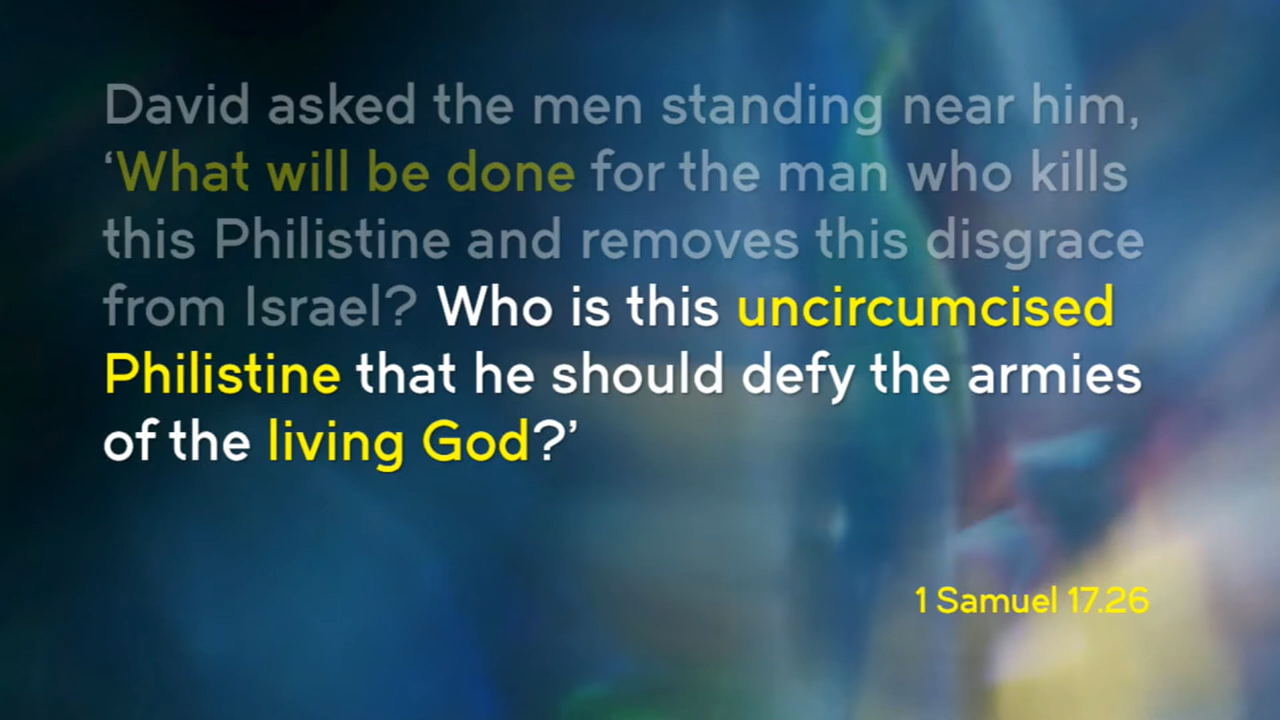 David asked the men standing near him,
‘What will be done for the man who kills
this Philistine and removes this disgrace
from Israel? Who is this uncircumcised
Philistine that he should defy the armies
of the living God?’
1 Samuel 17.26